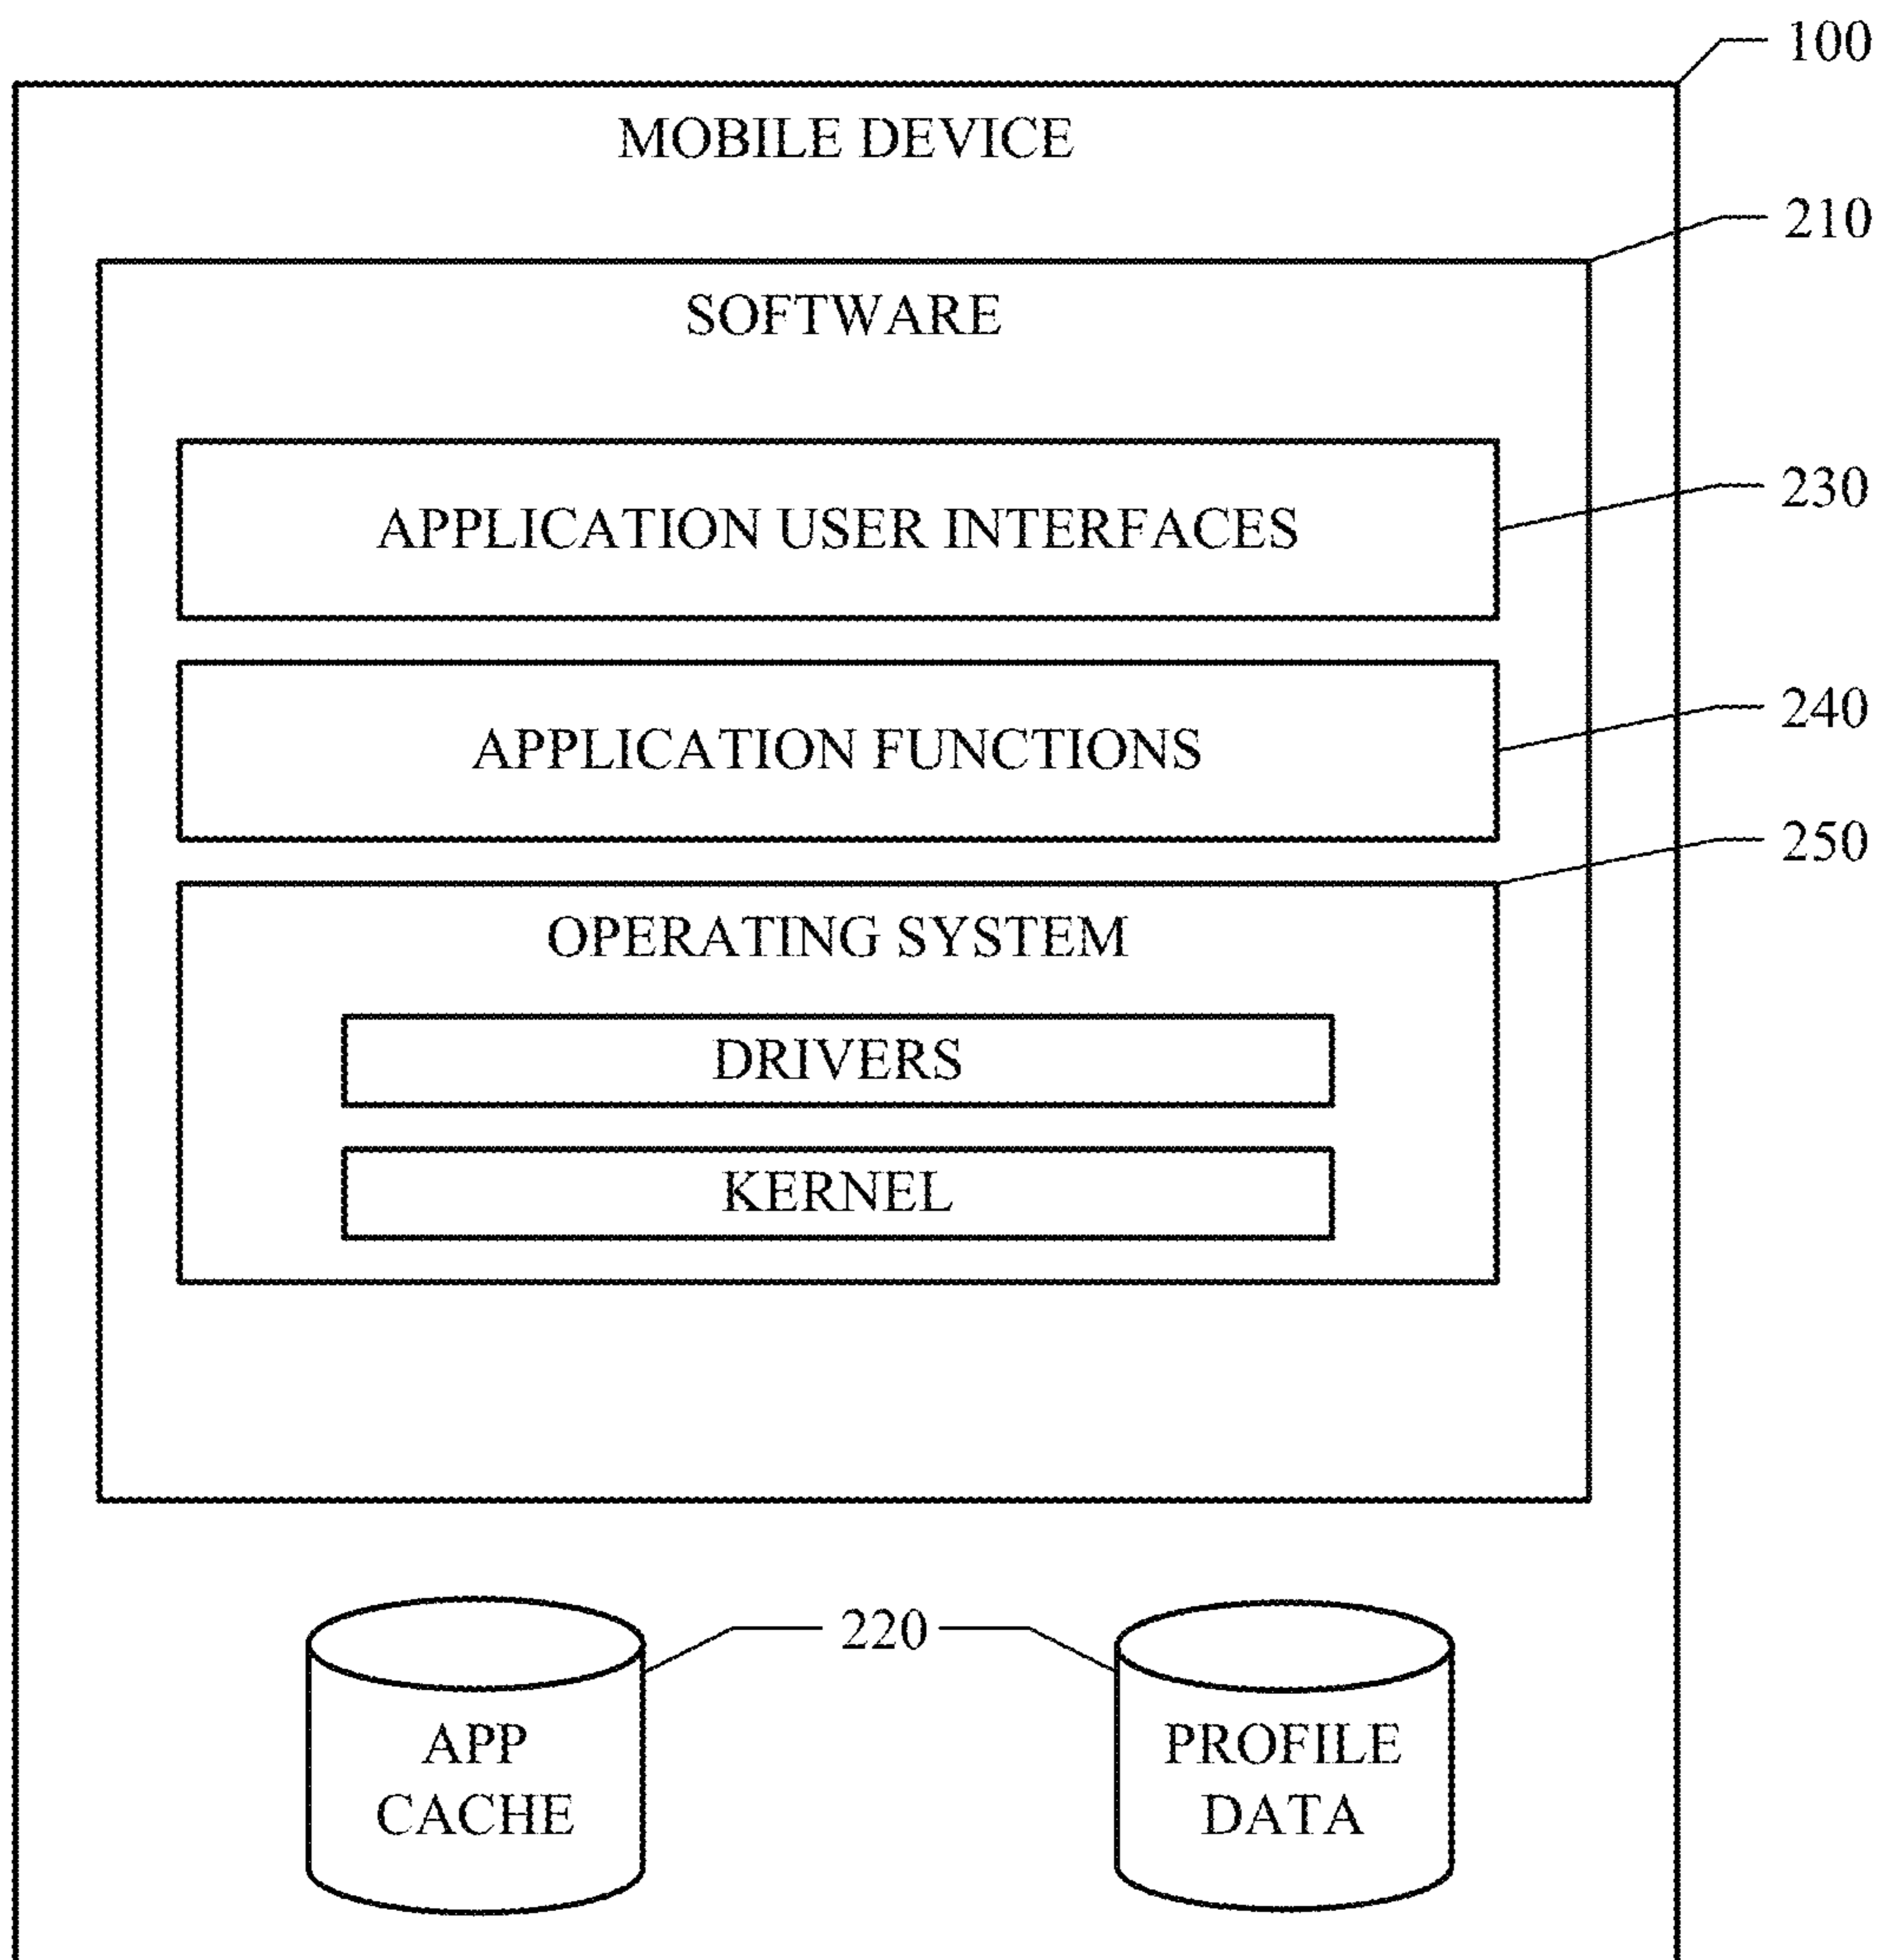 100
MOBILE DEVICE
210
SOFTWARE
230
APPLICATION USER INTERFACES
240
APPLICATION FUNCTIONS
250
OPERATING SYSTEM
DRIVERS
KERNEL
220
APP
CACHE
PROFILE
DATA